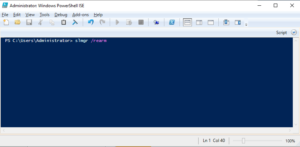 Administrator: Windows PowerShell ISE
File Edit View Tools Debug Add-ons Help
Script
PS C:\Users\Administrator> slmgr /rearm
Ln 1 Col 40
100%